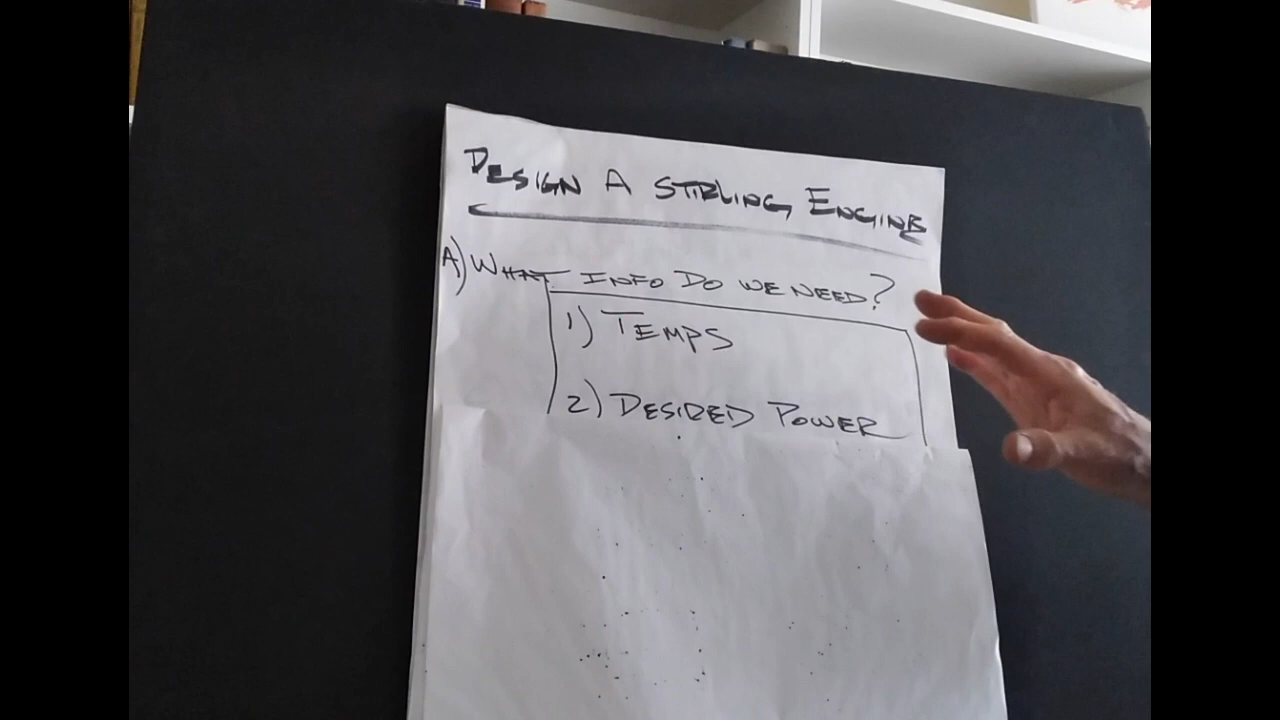 DESIGN A STIRLING ENGINE
A) WHAT INFO DO WE NEED?
1) TEMPS
2) DESIRED POWER